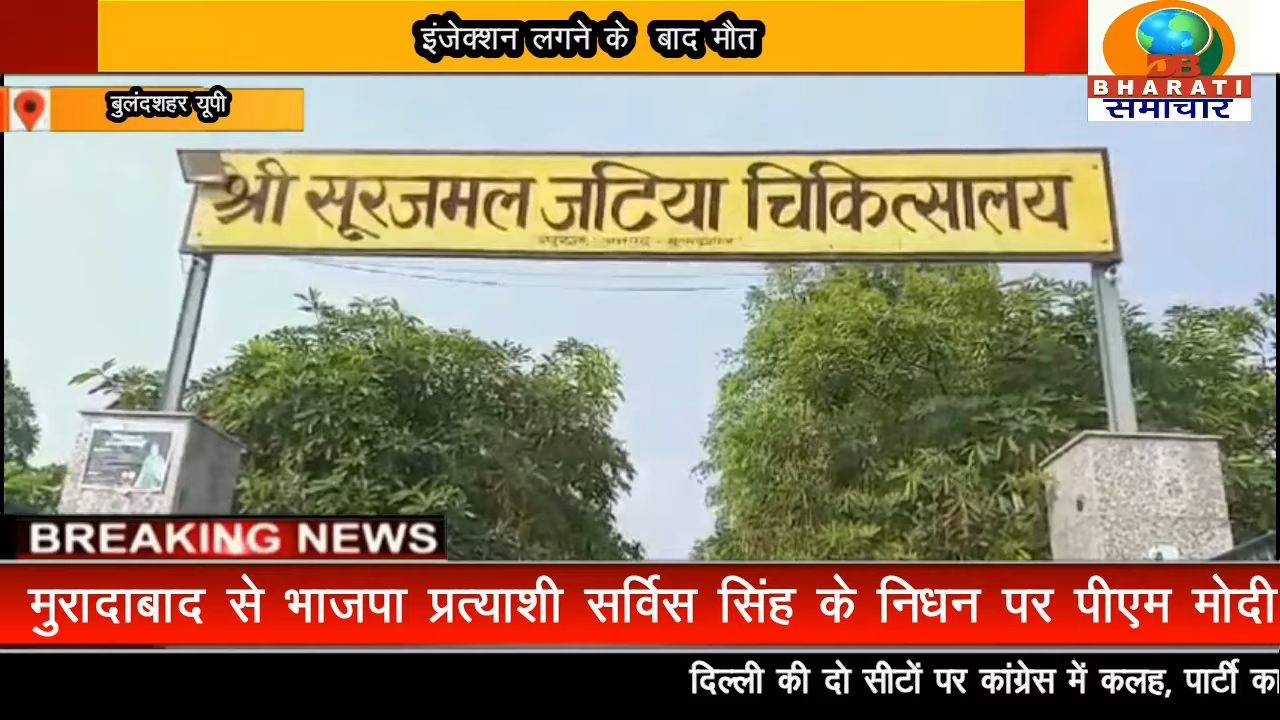 इंजेक्शन लगने के बाद मौत
BHARATI
समाचार
बुलंदशहर यूपी
श्री सूरजमल जटिया चिकित्सालय
BREAKING NEWS
मुरादाबाद से भाजपा प्रत्याशी सर्विस सिंह के निधन पर पीएम मोदी
दिल्ली की दो सीटों पर कांग्रेस में कलह, पार्टी का